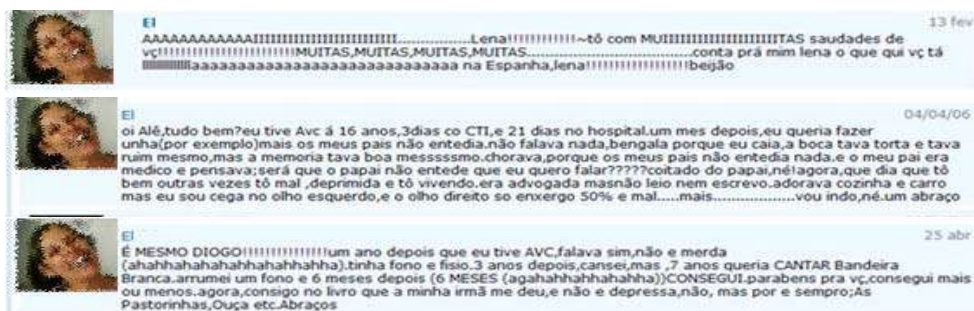 El
13 fev
AAAAAAAAAAAAIIIIIIIIIIIIIIIIIIIIIIIIII......................Lena!!!!!!!!!!!!~tô com MUIIIIIIIIIIIIIIIIIIIIITAS saudades de
vç!!!!!!!!!!!!!!!!!!!!!!!!MUITAS,MUITAS,MUITAS,MUITAS.................................................conta prá mim lena o que qui vç tá
lllllllllllliaaaaaaaaaaaaaaaaaaaaaaaaaaaaaa na Espanha,lena!!!!!!!!!!!!!!!!!!beijão
El
04/04/06
oi Alê,tudo bem?eu tive Avc á 16 anos,3dias co CTI,e 21 dias no hospital.um mes depois,eu queria fazer
unha(por exemplo)mais os meus pais não entedia.não falava nada,bengala porque eu caia,a boca tava torta e tava
ruim mesmo,mas a memoria tava boa messssssmo.chorava,porque os meus pais não entedia nada.e o meu pai era
medico e pensava;será que o papai não entede que eu quero falar?????coitado do papai,né!agora,que dia que tô
bem outras vezes tô mal ,deprimida e tô vivendo.era advogada masnão leio nem escrevo.adorava cozinha e carro
mas eu sou cega no olho esquerdo,e o olho direito so enxergo 50% e mal.....mais....................vou indo,né.um abraço
El
25 abr
É MESMO DIOGO!!!!!!!!!!!!!!!um ano depois que eu tive AVC,falava sim,não e merda
(ahahhahahahahhahahahhahha).tinha fono e fisio.3 anos depois,cansei,mas ,7 anos queria CANTAR Bandeira
Branca.arrumei um fono e 6 meses depois (6 MESES (agahahhahhahahha))CONSEGUI.parabens pra vç,consegui mais
ou menos.agora,consigo no livro que a minha irmã me deu,e não e depressa,não, mas por e sempro;As
Pastorinhas,Ouça etc.Abraços